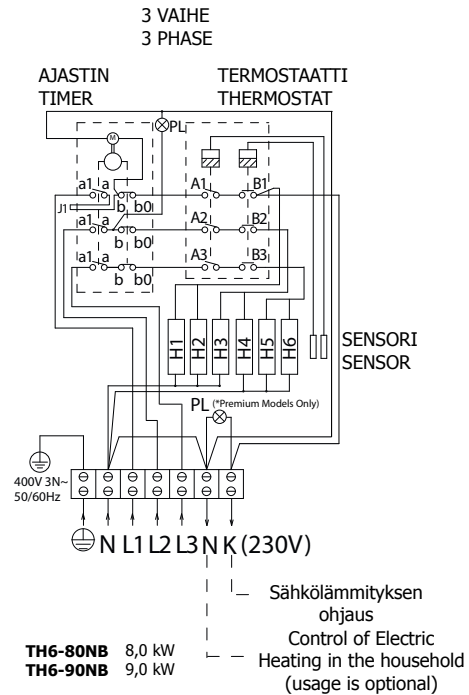 3 VAIHE
3 PHASE
AJASTIN
TIMER
TERMOSTAATTI
THERMOSTAT
M
PL
a1 a
b b0
J1
A1
B1
a1 a
b b0
A2
B2
a1 a
b b0
A3
B3
H1
H2
H3
H4
H5
H6
SENSORI
SENSOR
PL (*Premium Models Only)
400V 3N~
50/60Hz
N L1 L2 L3 N K (230V)
Sähkölämmityksen
ohjaus
Control of Electric
Heating in the household
(usage is optional)
TH6-80NB 8,0 kW
TH6-90NB 9,0 kW